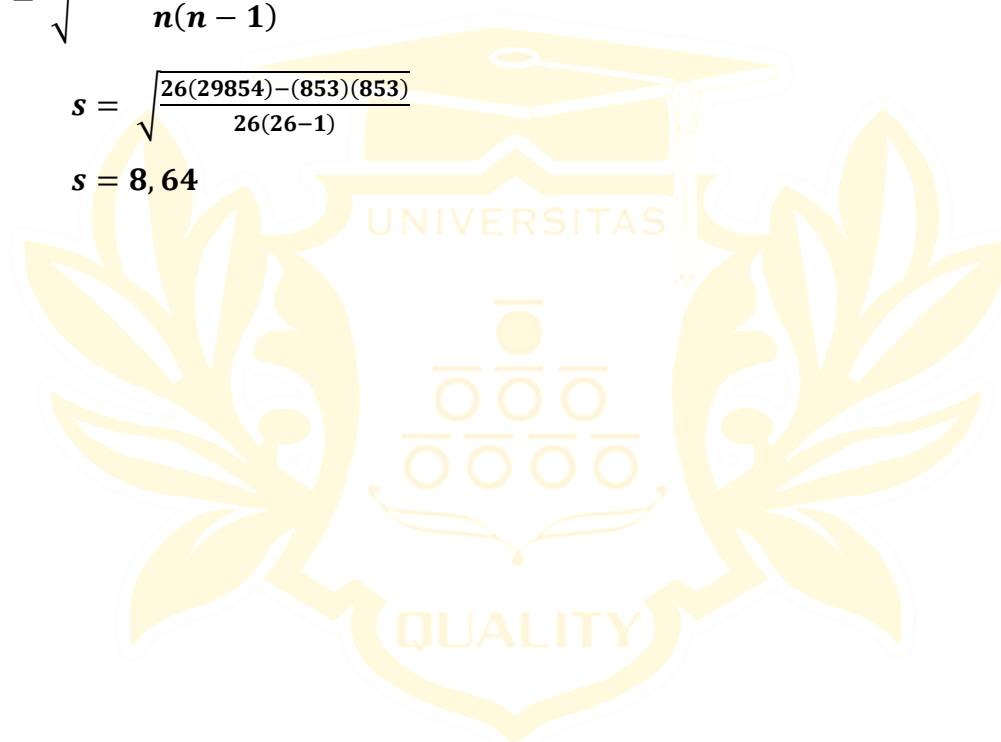 n(n − 1)
s = √(26(29854)−(853)(853) / 26(26−1))
s = 8,64
UNIVERSITAS
QUALITY